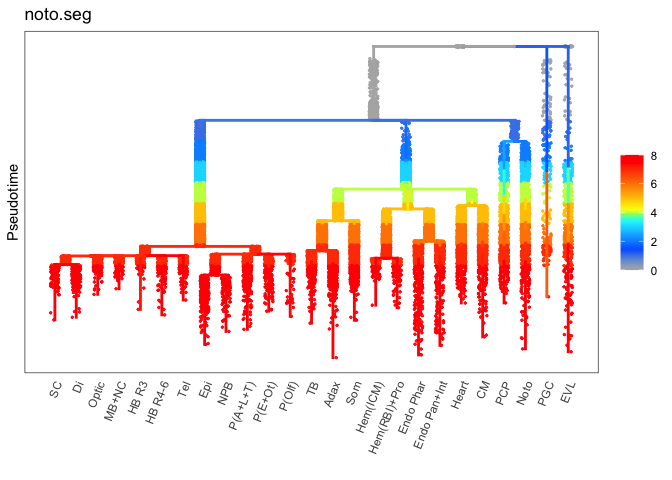 noto.seg
Pseudotime
8
6
4
2
0
SC
Di
Optic
MB+NC
HB R3
HB R4-6
Tel
Epi
NPB
P(A+L+T)
P(E+Ot)
P(Olf)
TB
Adax
Som
Hem(ICM)
Hem(RBI)+Pro
Endo Phar
Endo Pan+Int
Heart
CM
PCP
Noto
PGC
EVL